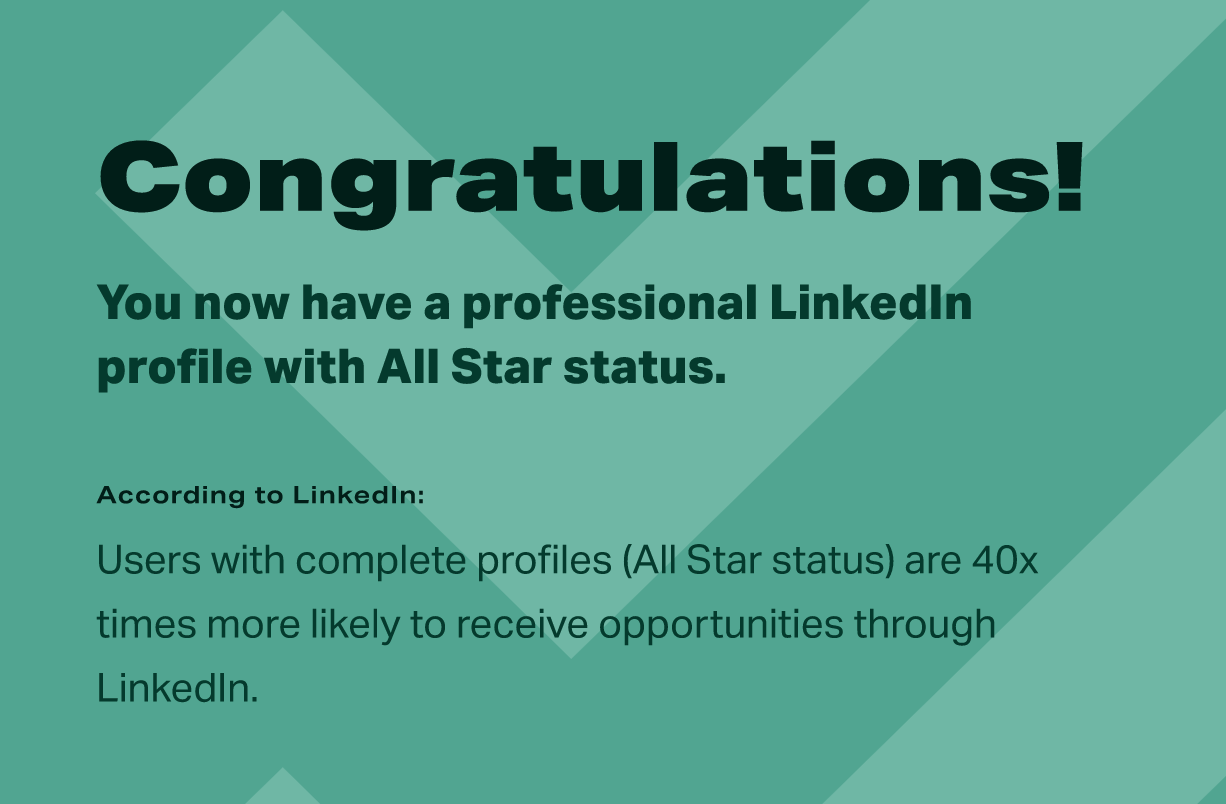 Congratulations!
You now have a professional LinkedIn
profile with All Star status.
According to LinkedIn:
Users with complete profiles (All Star status) are 40x
times more likely to receive opportunities through
LinkedIn.